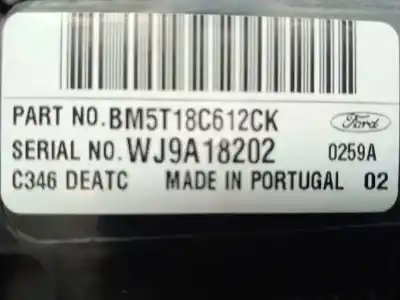 PART NO. BM5T18C612CK
Ford
SERIAL NO. WJ9A18202
0259A
C346 DEATC MADE IN PORTUGAL 02